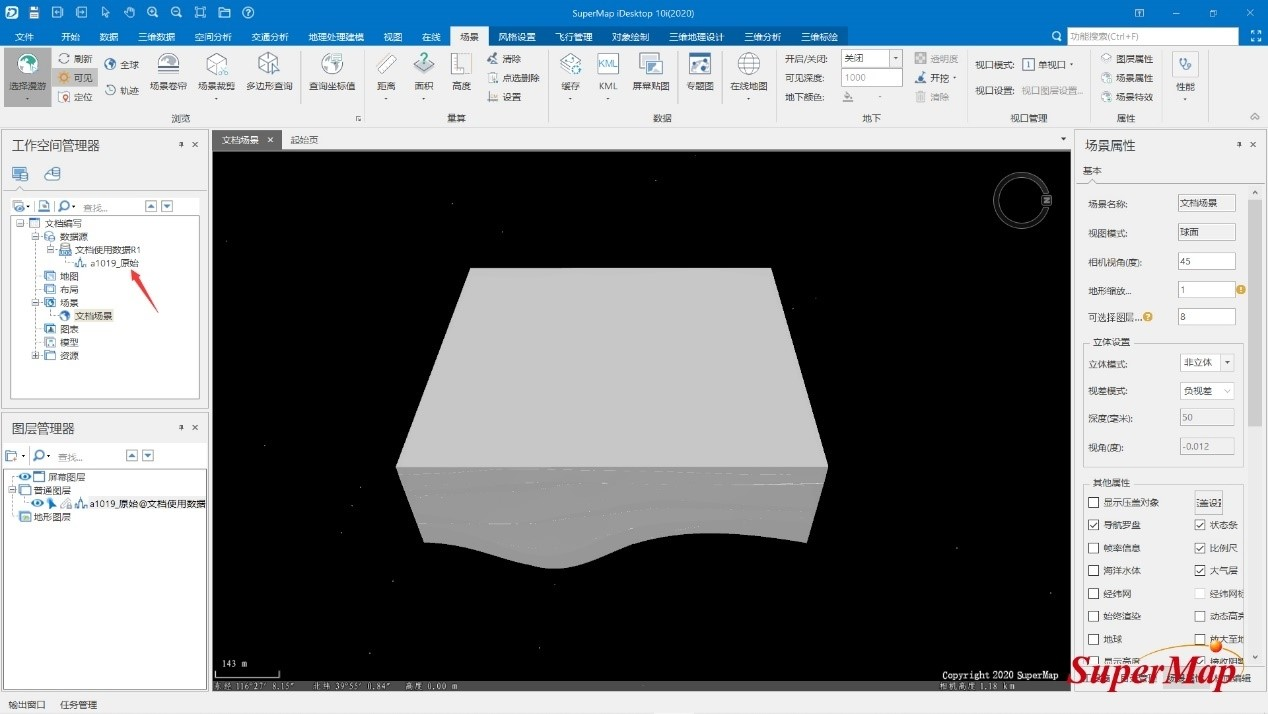 SuperMap iDesktop 10i(2020)
文件 开始 数据 三维数据 空间分析 交通分析 地理处理建模 视图 在线 场景 风格设置 飞行管理 对象绘制 三维地质设计 三维分析 三维标绘
功能搜索(Ctrl+F)
选择漫游 刷新 可见 定位 全球 轨迹 场景卷帘 场景裁剪 多边形查询 查询坐标值
浏览
距离 面积 高度 清除 点选删除 设置
量算
缓存 KML 屏幕贴图 专题图 在线地图
数据
开启/关闭: 关闭 透明度
可见深度: 1000 开挖
地下颜色: 清除
地下
视口模式: 单视口
视口设置: 视口图层设置...
视口管理
图层属性
场景属性
场景特效
属性
性能
工作空间管理器
查找...
文档编写
数据源
文档使用数据R1
a1019_原始
地图
布局
场景
文档场景
图表
模型
资源
图层管理器
查找...
屏幕图层
普通图层
a1019_原始@文档使用数据
地形图层
文档场景 起始页
N
143 m
东经 116°27' 8.15" 北纬 39°55' 0.84" 高度 0.00 m
Copyright 2020 SuperMap
相机高度 1.18 km
场景属性
基本
场景名称: 文档场景
视图模式: 球面
相机视角(度): 45
地形缩放... 1
可选择图层... 8
立体设置
立体模式: 非立体
视差模式: 负视差
深度(毫米): 50
视角(度): -0.012
其他属性
显示压盖对象
导航罗盘 状态条
帧率信息 比例尺
海洋水体 大气层
经纬网 经纬网标
始终渲染 动态高亮
地球 放大至地
显示高度 接收阴影
SuperMap
输出窗口 任务管理